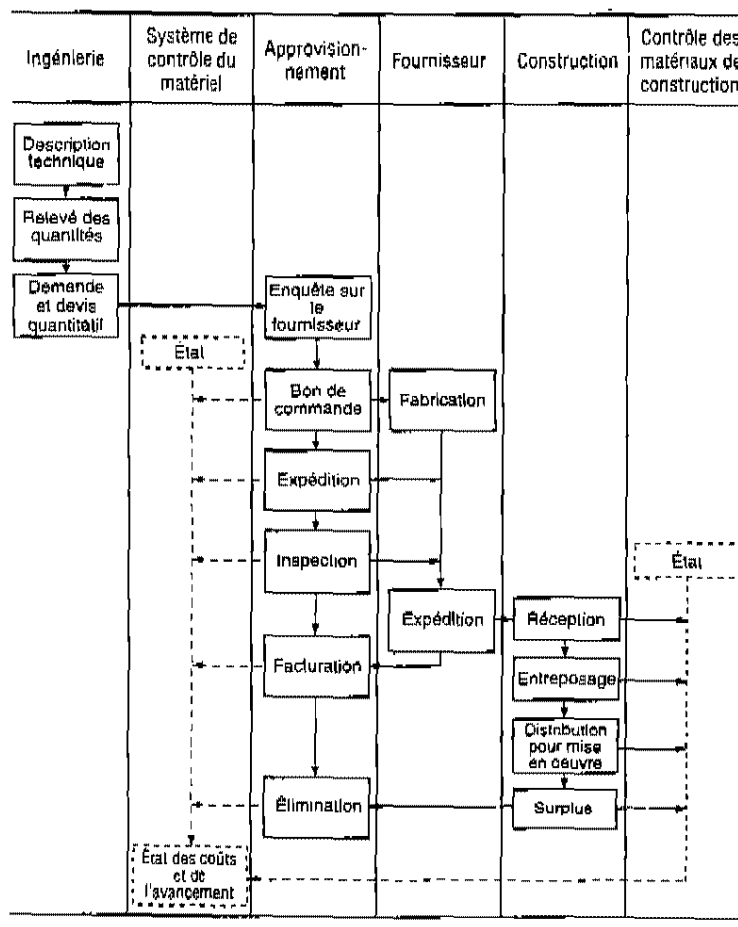 Ingénierie
Système de
contrôle du
matériel
Approvision-
nement
Fournisseur
Construction
Contrôle des
matériaux de
construction
Description
technique
Relevé des
quantités
Demande
et devis
quantitatif
Enquête sur
le
fournisseur
État
Bon de
commande
Fabrication
Expédition
Inspection
État
Expédition
Réception
Facturation
Entreposage
Distribution
pour mise
en oeuvre
Élimination
Surplus
État des coûts
et de
l'avancement